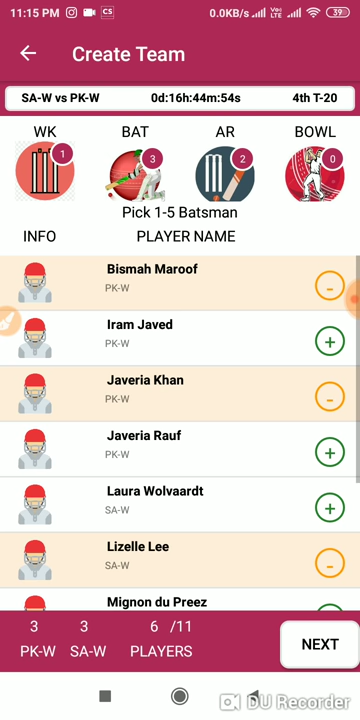 11:15 PM CS 0.0KB/s Vo LTE 39
Create Team
SA-W vs PK-W 0d:16h:44m:54s 4th T-20
WK BAT AR BOWL
1 3 2 0
Pick 1-5 Batsman
INFO PLAYER NAME
Bismah Maroof
PK-W
Iram Javed
PK-W
Javeria Khan
PK-W
Javeria Rauf
PK-W
Laura Wolvaardt
SA-W
Lizelle Lee
SA-W
Mignon du Preez
3 3 6 /11
PK-W SA-W PLAYERS
NEXT
DU Recorder